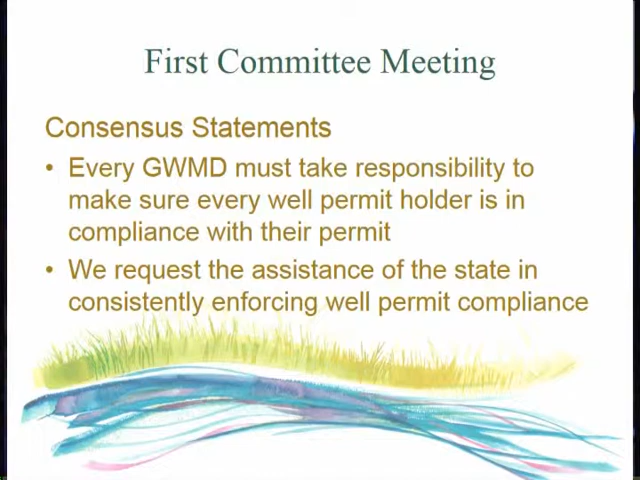 First Committee Meeting
Consensus Statements
• Every GWMD must take responsibility to
make sure every well permit holder is in
compliance with their permit
• We request the assistance of the state in
consistently enforcing well permit compliance